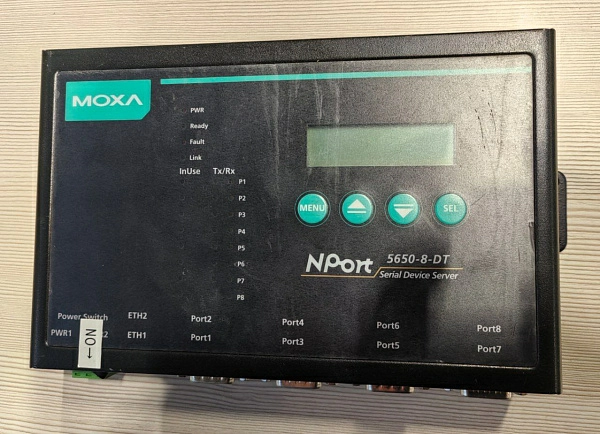 MOXA
PWR
Ready
Fault
Link
InUse Tx/Rx
P1
P2
P3
P4
P5
P6
P7
P8
MENU
SEL
NPort 5650-8-DT
Serial Device Server
Power Switch ETH2 Port2 Port4 Port6 Port8
PWR1 ETH1 Port1 Port3 Port5 Port7
NO→